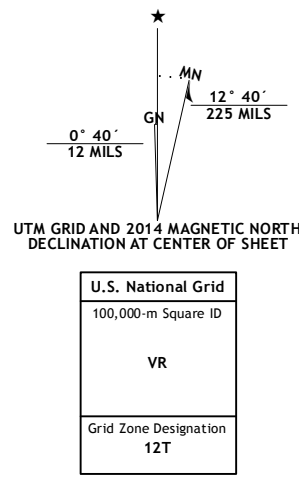 ★
MN
GN
0° 40´
12 MILS
12° 40´
225 MILS
UTM GRID AND 2014 MAGNETIC NORTH
DECLINATION AT CENTER OF SHEET
U.S. National Grid
100,000-m Square ID
VR
Grid Zone Designation
12T